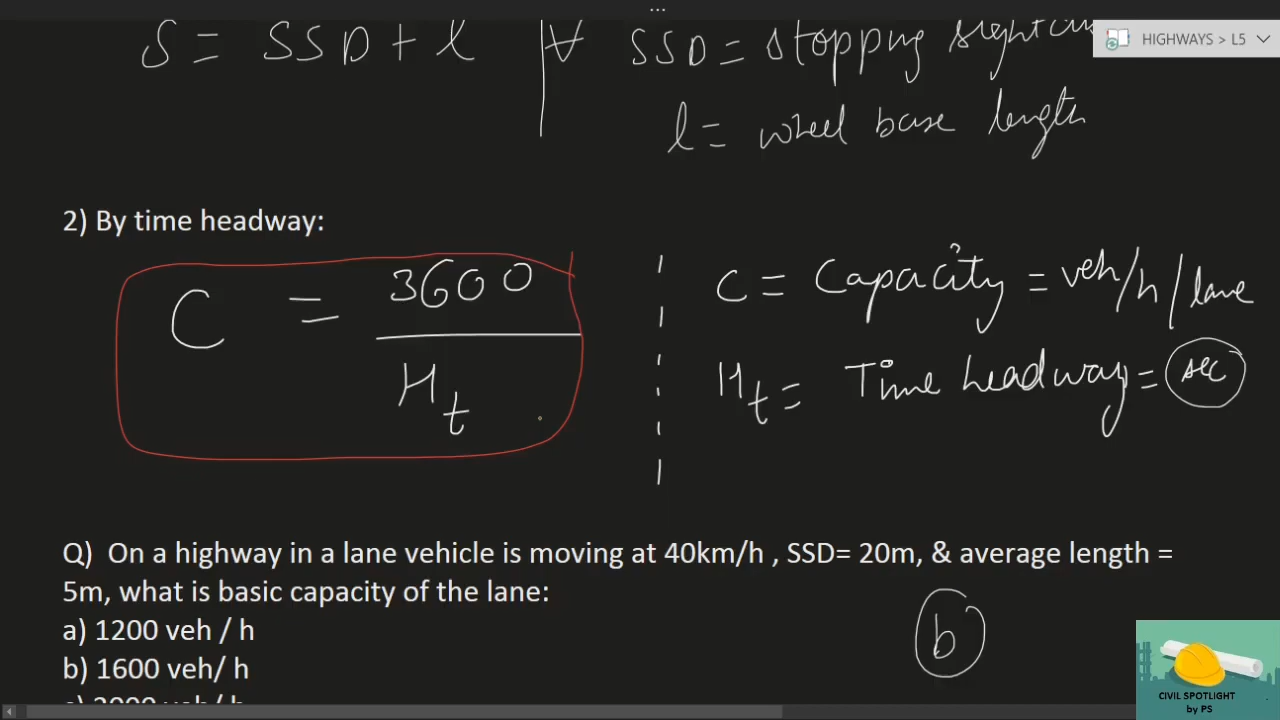 ...
S = SSD + l | ∀ SSD = stopping sight
HIGHWAYS > L5
l = wheel base length
2) By time headway:
C = 3600 / Ht
C = Capacity = veh/h/lane
Ht = Time headway = sec
Q) On a highway in a lane vehicle is moving at 40km/h , SSD= 20m, & average length =
5m, what is basic capacity of the lane:
a) 1200 veh / h
b) 1600 veh/ h
b
CIVIL SPOTLIGHT
by PS